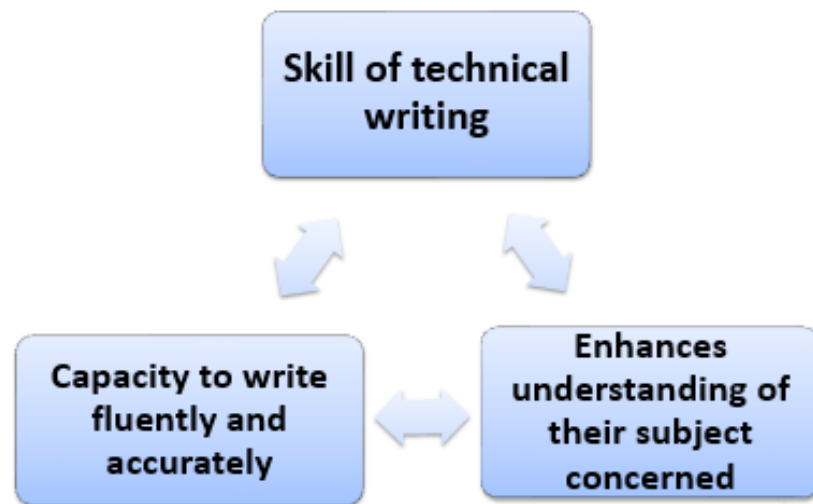 Skill of technical
writing
Capacity to write
fluently and
accurately
Enhances
understanding of
their subject
concerned